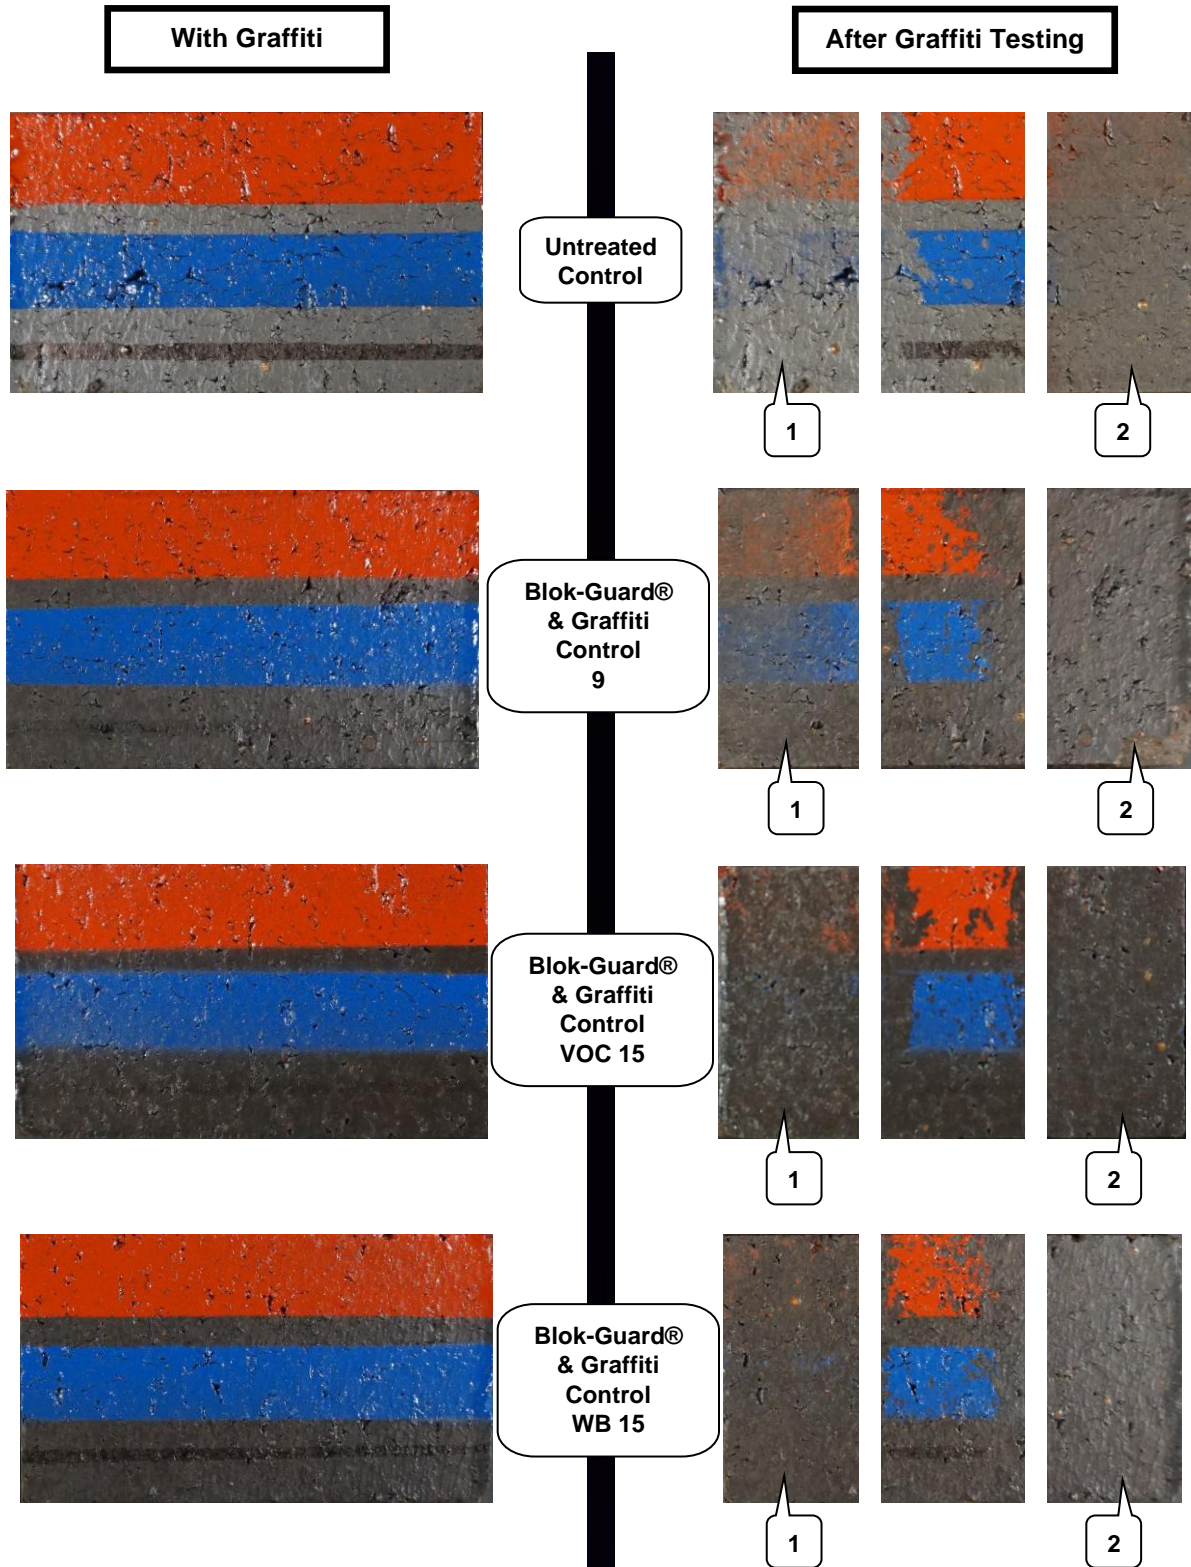 With Graffiti
After Graffiti Testing
Untreated
Control
1
2
Blok-Guard®
& Graffiti
Control
9
1
2
Blok-Guard®
& Graffiti
Control
VOC 15
1
2
Blok-Guard®
& Graffiti
Control
WB 15
1
2